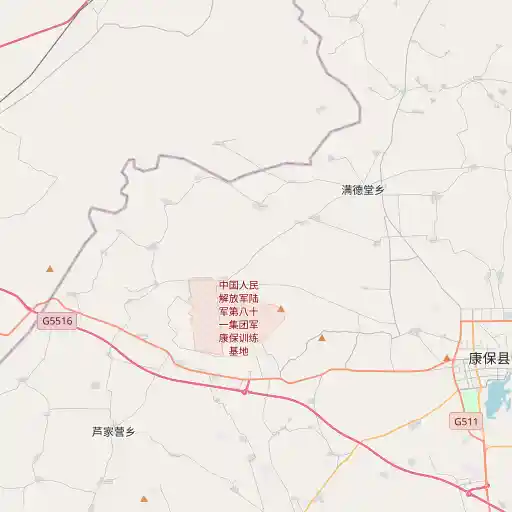 满德堂乡
中国人民
解放军陆
军第八十
一集团军
康保训练
基地
G5516
康保县
G511
芦家营乡